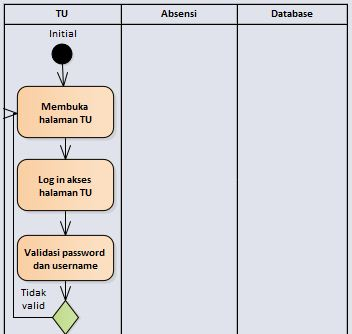 TU
Absensi
Database
Initial
Membuka
halaman TU
Log in akses
halaman TU
Validasi password
dan username
Tidak
valid